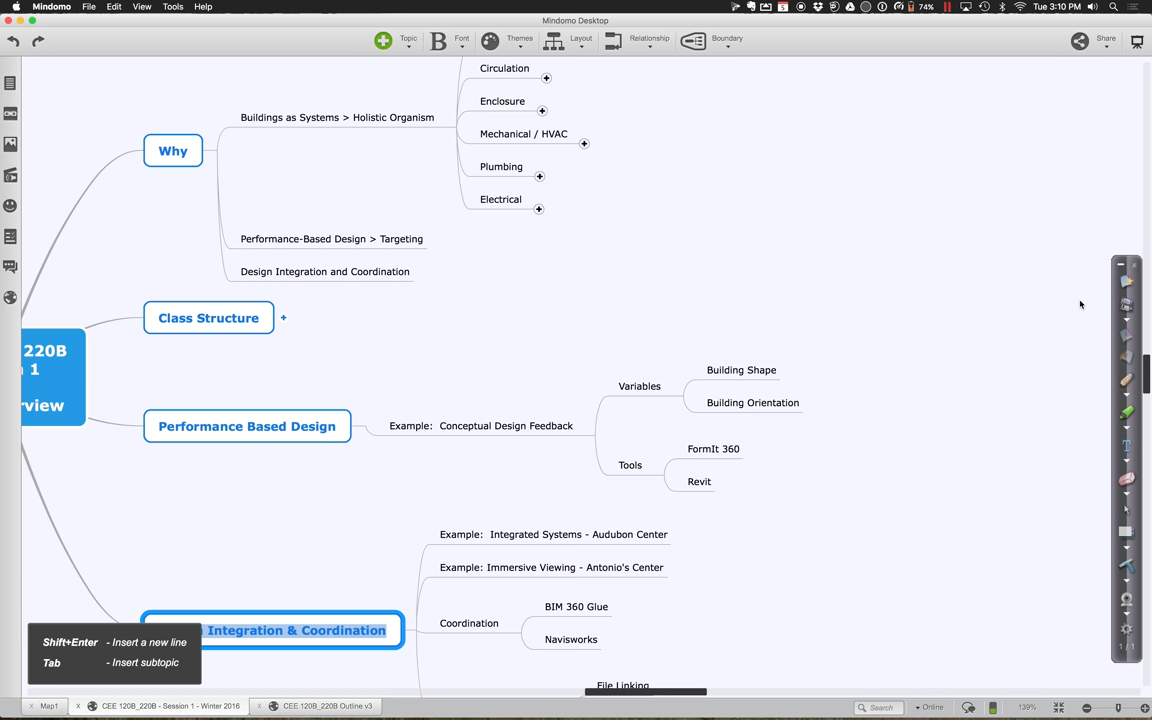 Mindomo File Edit View Tools Help
74% Tue 3:10 PM
Mindomo Desktop
Topic Font Themes Layout Relationship Boundary Share
Circulation
Enclosure
Buildings as Systems > Holistic Organism
Mechanical / HVAC
Why
Plumbing
Electrical
Performance-Based Design > Targeting
Design Integration and Coordination
Class Structure
220B
1
Building Shape
Variables
Building Orientation
Performance Based Design
Example: Conceptual Design Feedback
FormIt 360
Tools
Revit
Example: Integrated Systems - Audubon Center
Example: Immersive Viewing - Antonio's Center
BIM 360 Glue
Coordination
Integration & Coordination
Navisworks
Shift+Enter - Insert a new line
Tab - Insert subtopic
File Linking
1 / 1
x Map1 x CEE 120B_220B - Session 1 - Winter 2016 x CEE 120B_220B Outline v3
Search Online 139%